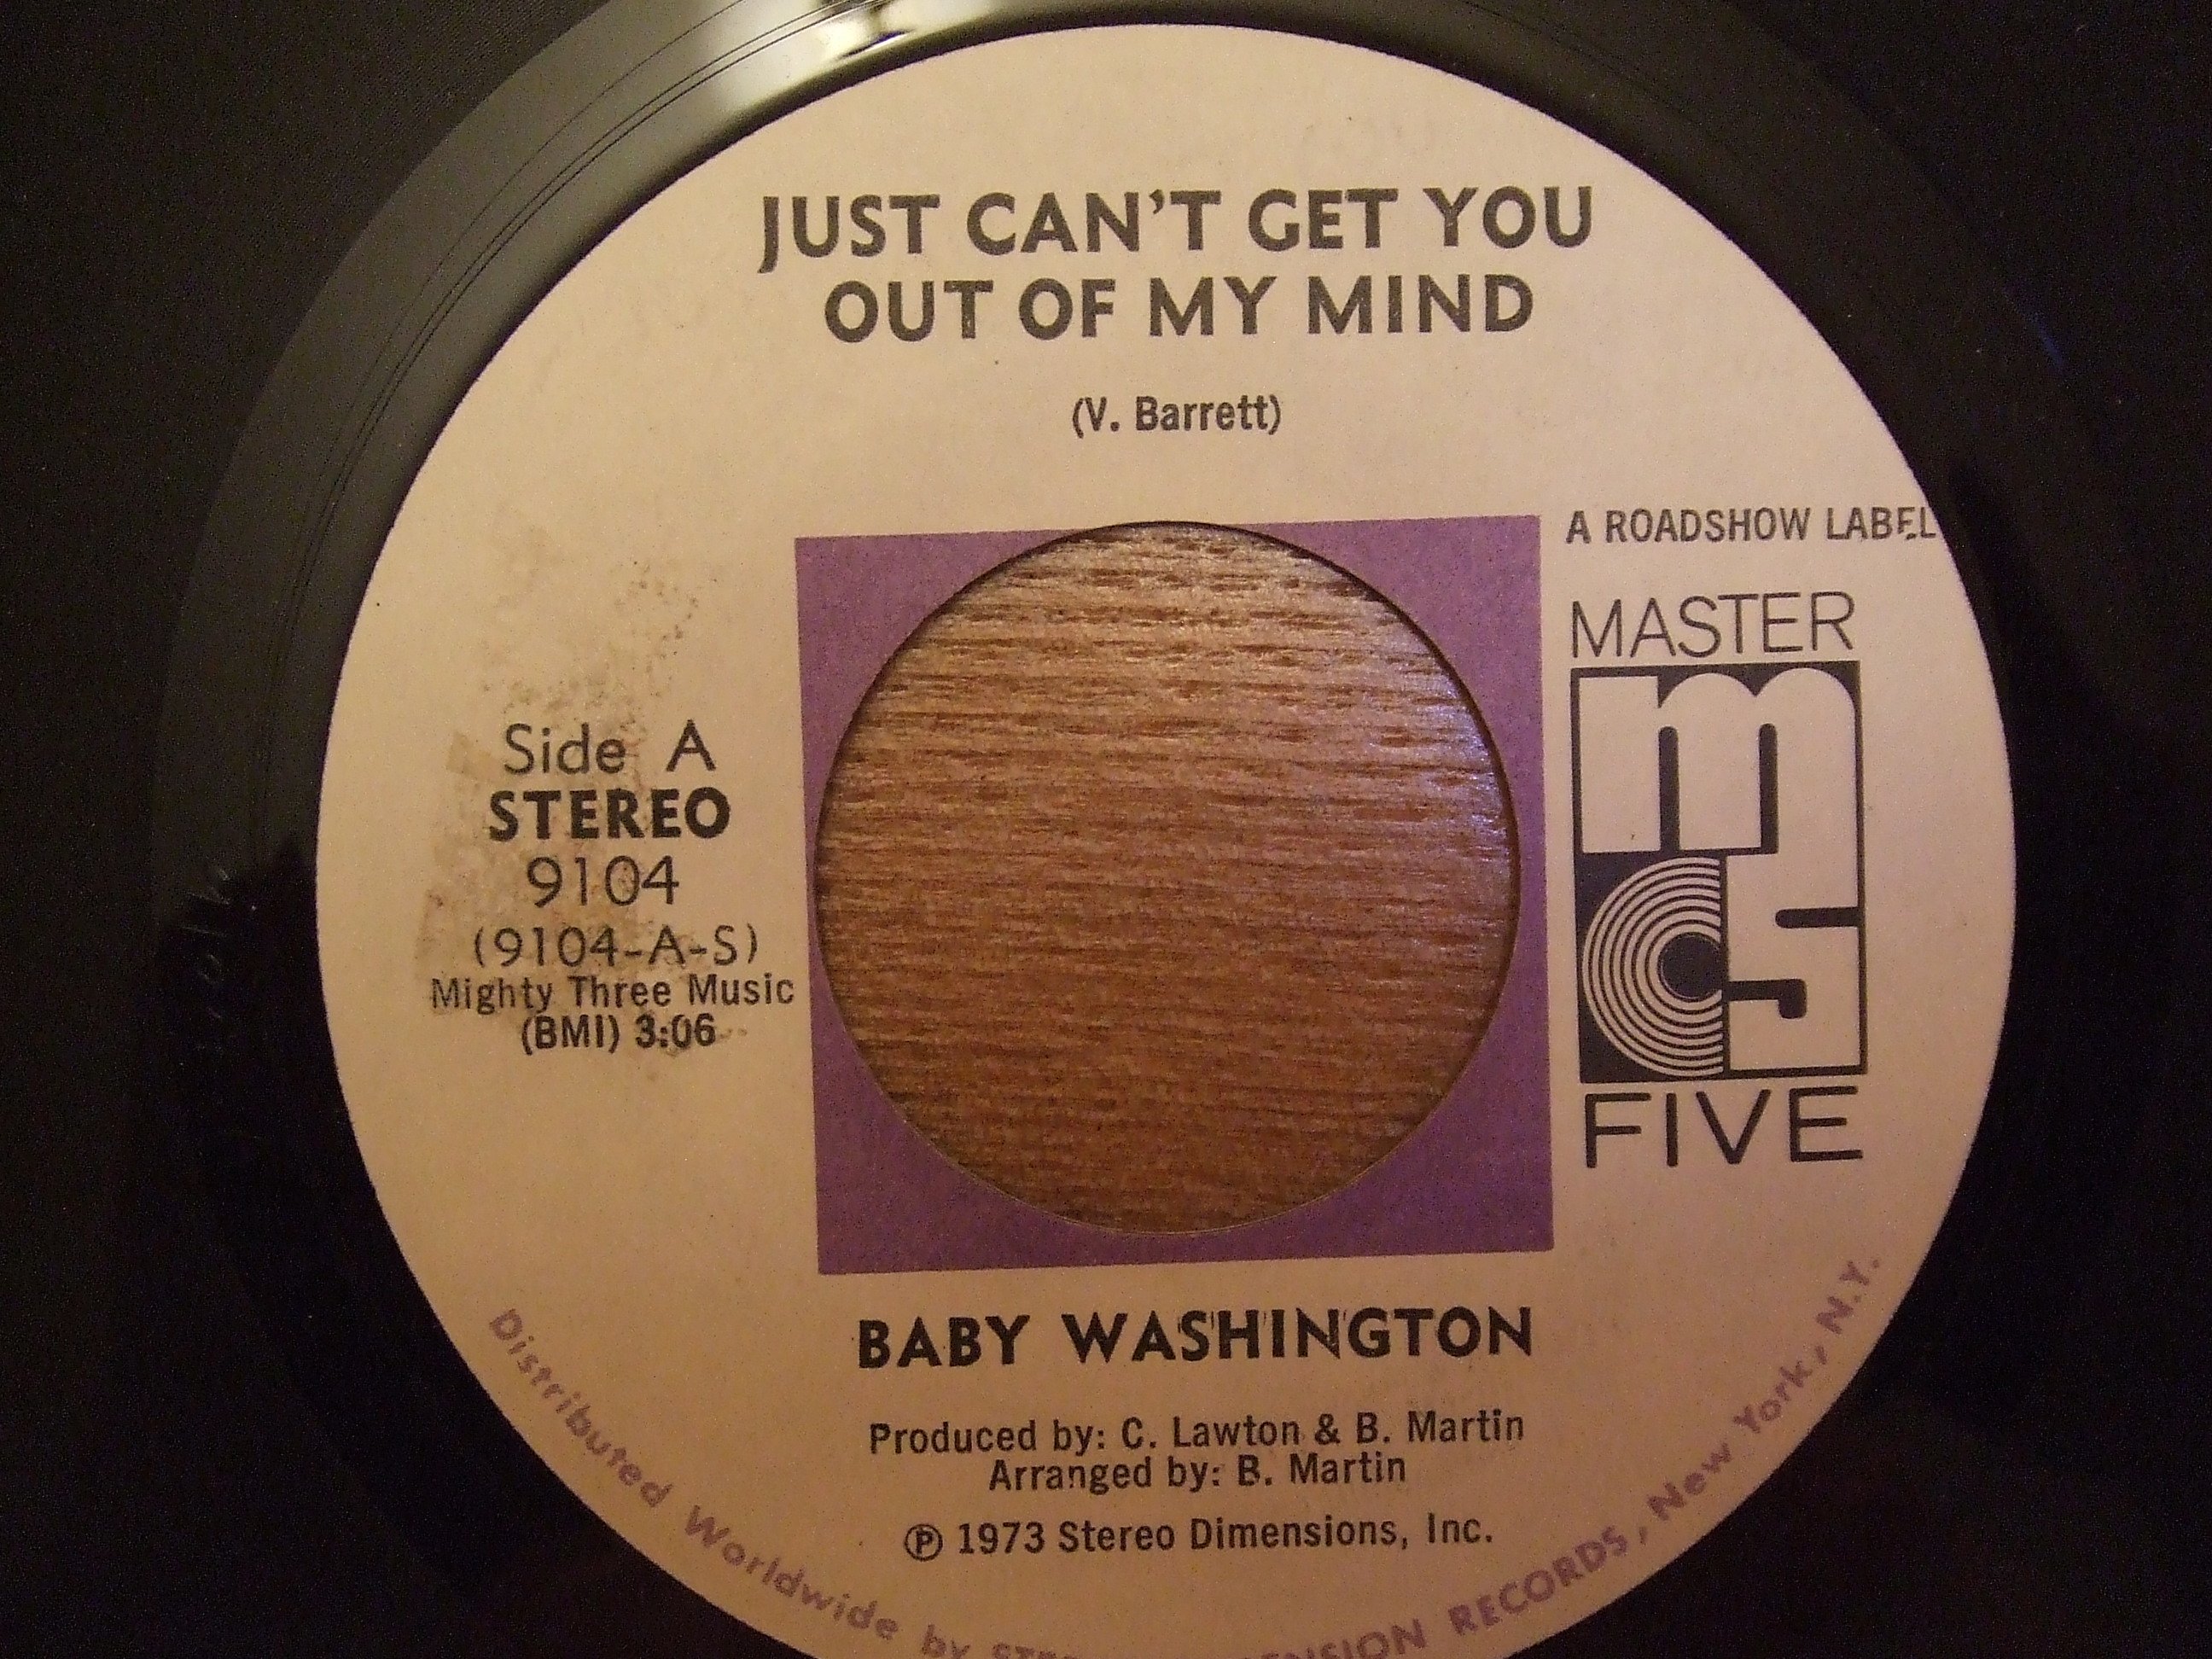 JUST CAN'T GET YOU
OUT OF MY MIND
(V. Barrett)
A ROADSHOW LABEL
MASTER
m5
FIVE
Side A
STEREO
9104
(9104-A-S)
Mighty Three Music
(BMI) 3:06
BABY WASHINGTON
Produced by: C. Lawton & B. Martin
Arranged by: B. Martin
℗ 1973 Stereo Dimensions, Inc.
Distributed Worldwide by RECORDS, New York, N.Y.